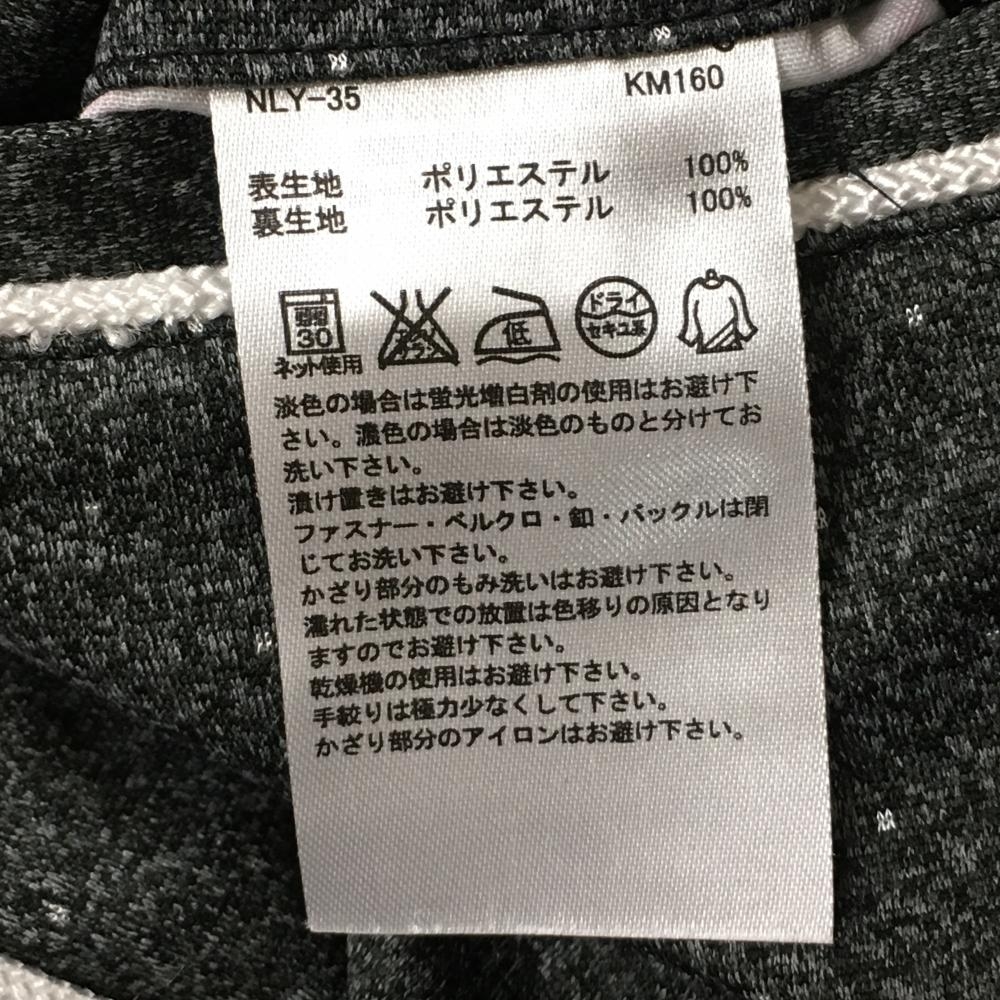 NLY-35 KM160
表生地 ポリエステル 100%
裏生地 ポリエステル 100%
弱
30
ネット使用
低
ドライ
セキユ系
淡色の場合は蛍光増白剤の使用はお避け下
さい。濃色の場合は淡色のものと分けてお
洗い下さい。
漬け置きはお避け下さい。
ファスナー・ベルクロ・釦・バックルは閉
じてお洗い下さい。
かざり部分のもみ洗いはお避け下さい。
濡れた状態での放置は色移りの原因となり
ますのでお避け下さい。
乾燥機の使用はお避け下さい。
手絞りは極力少なくして下さい。
かざり部分のアイロンはお避け下さい。